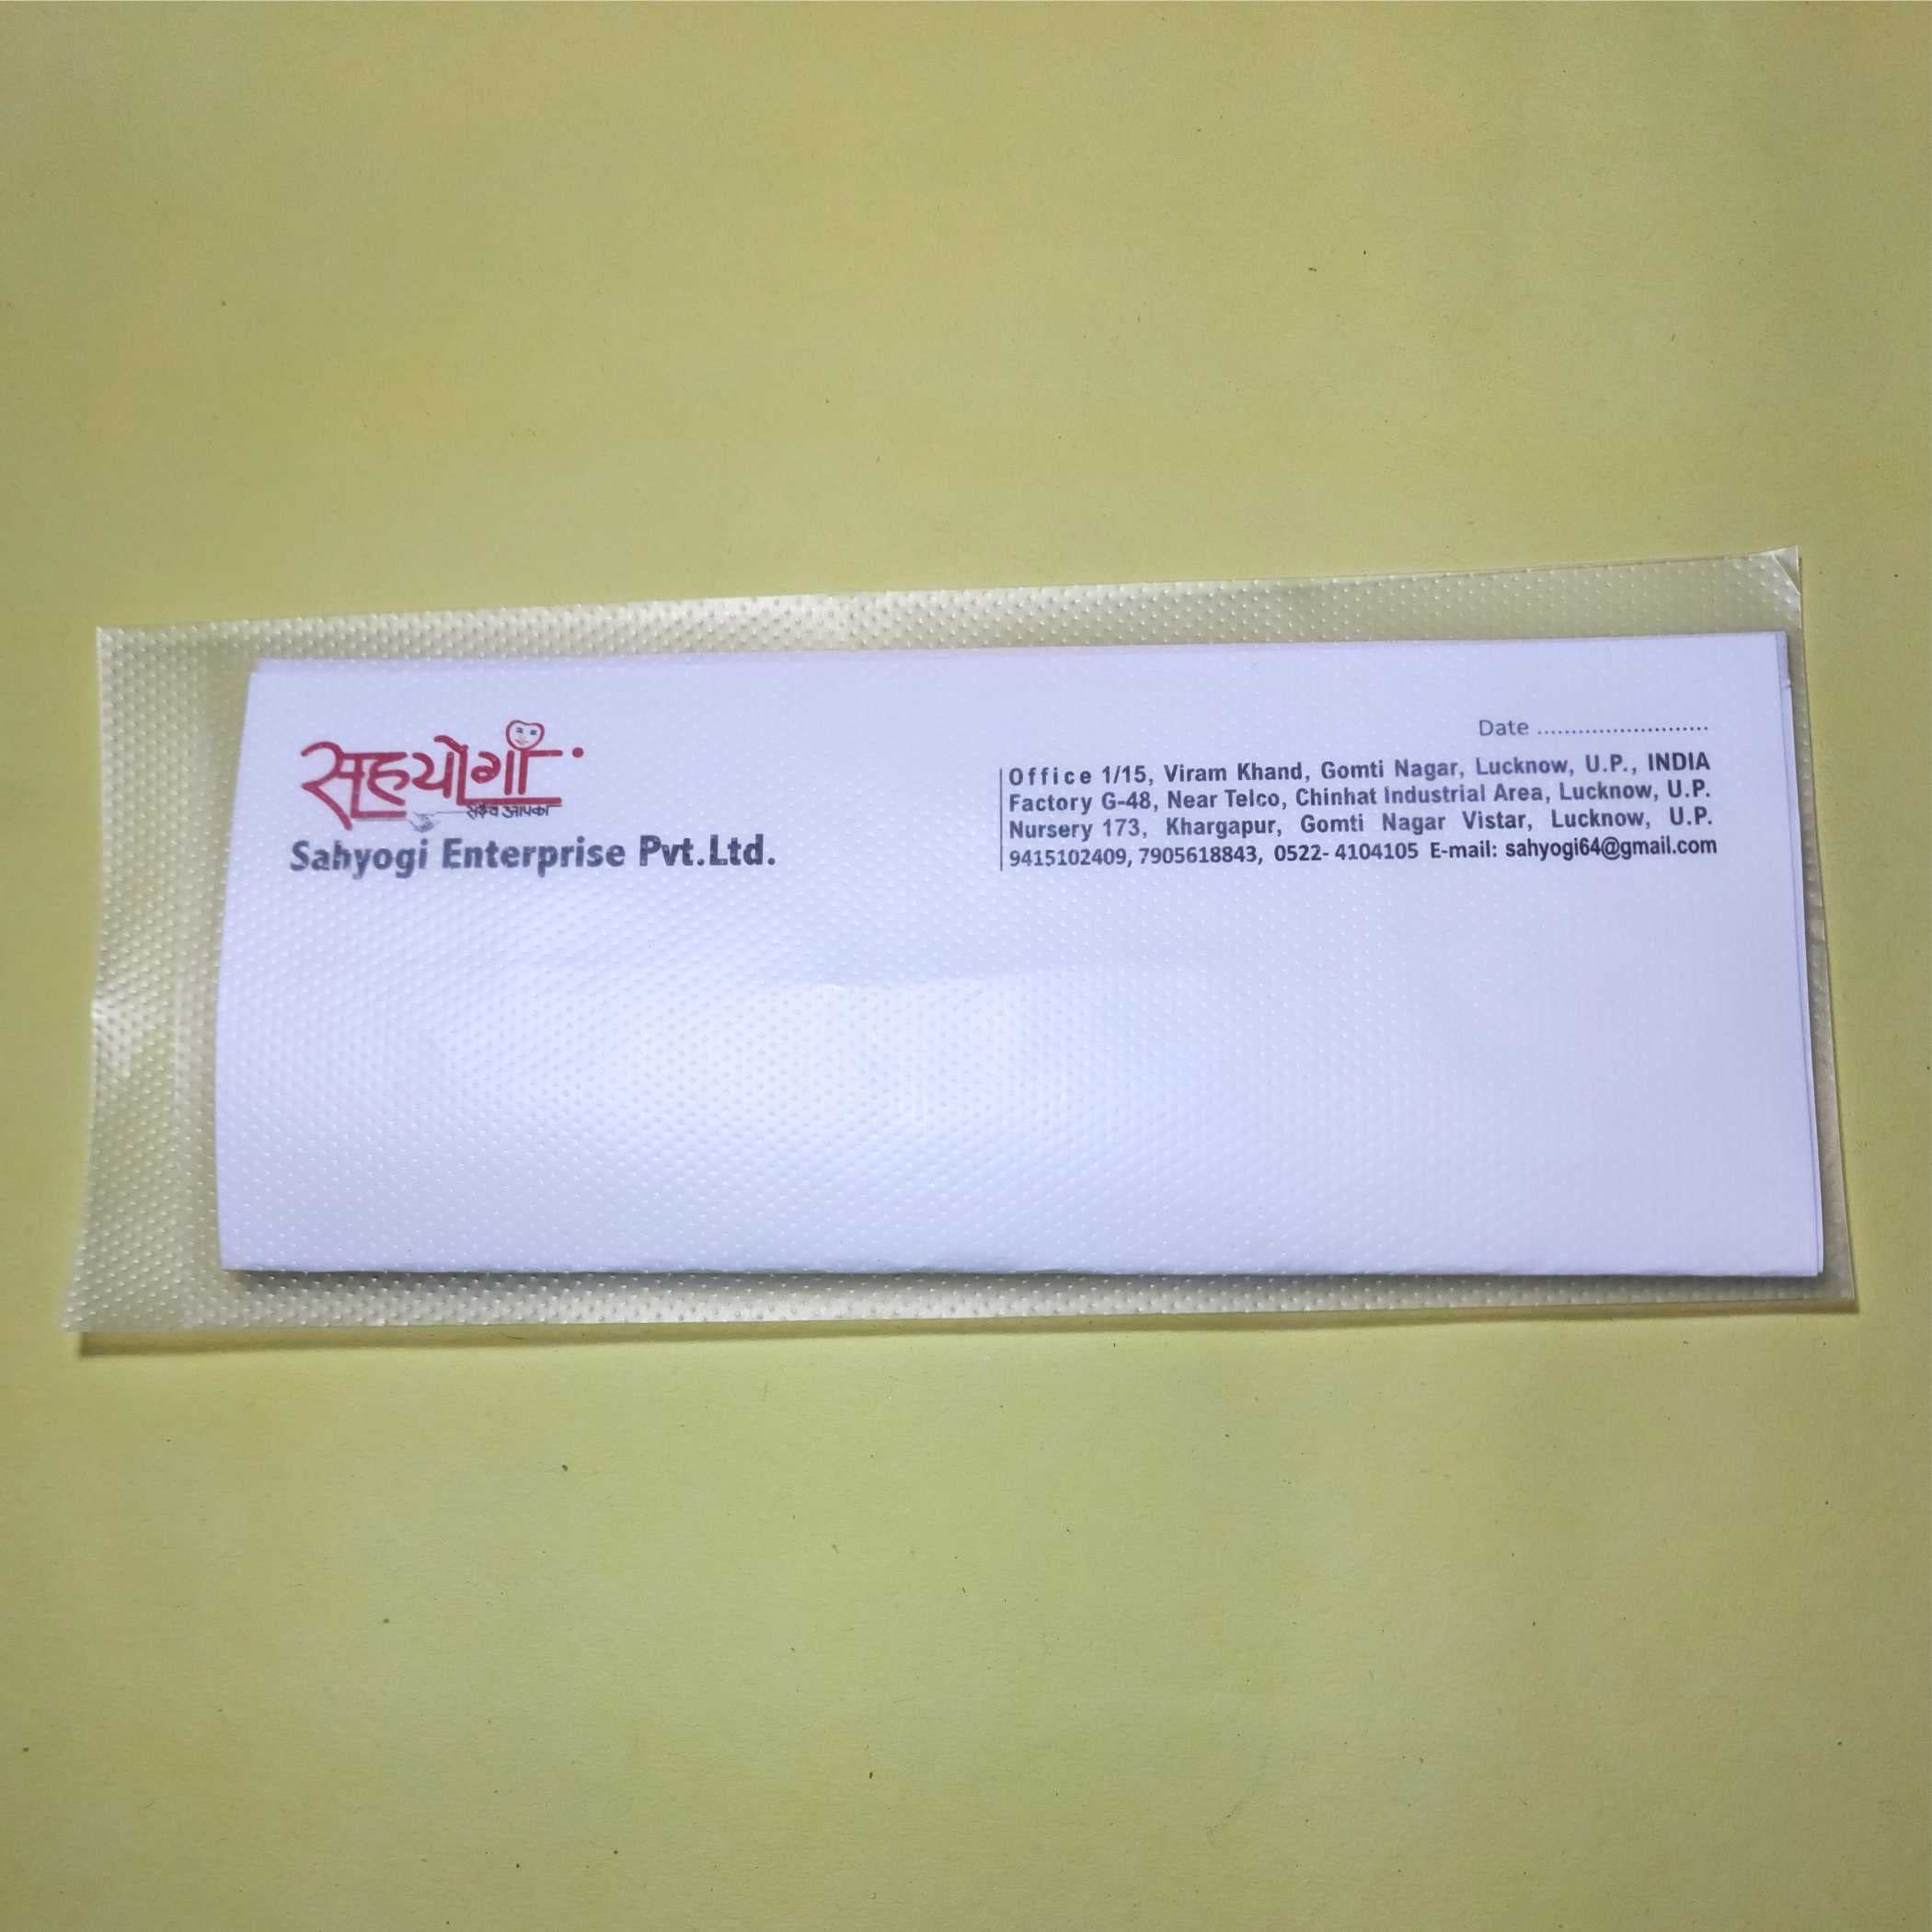 सहयोगी
सदैव आपका
Sahyogi Enterprise Pvt.Ltd.
Date ..........................
Office 1/15, Viram Khand, Gomti Nagar, Lucknow, U.P., INDIA
Factory G-48, Near Telco, Chinhat Industrial Area, Lucknow, U.P.
Nursery 173, Khargapur, Gomti Nagar Vistar, Lucknow, U.P.
9415102409, 7905618843, 0522- 4104105 E-mail: sahyogi64@gmail.com